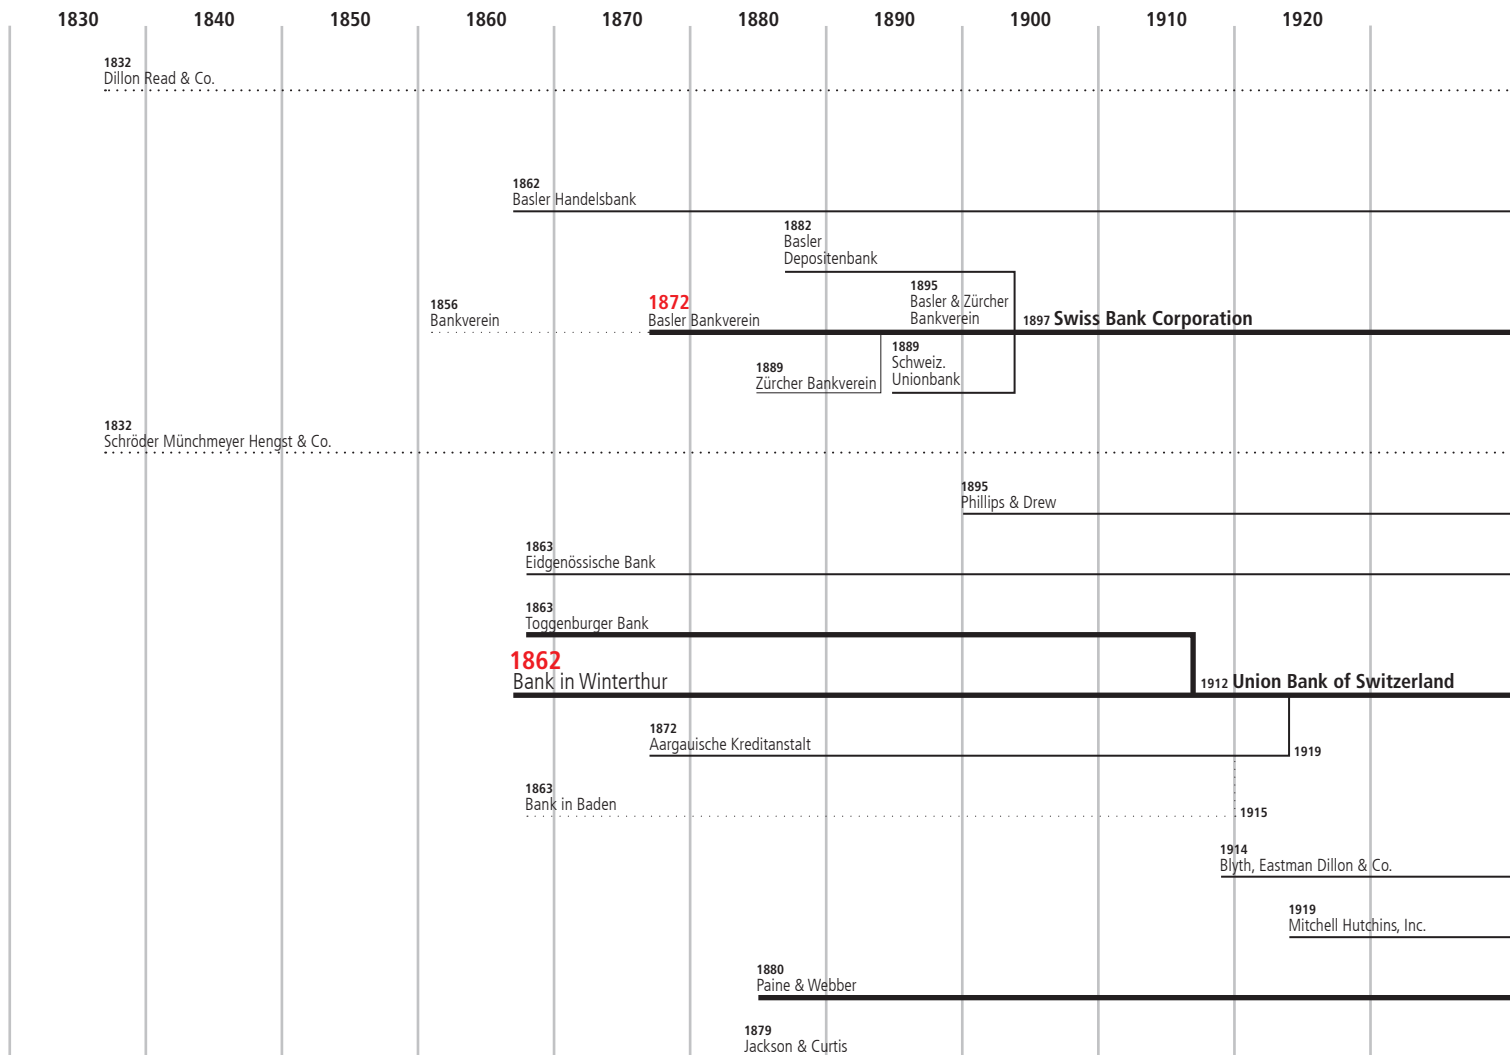 1830 1840 1850 1860 1870 1880 1890 1900 1910 1920
1832
Dillon Read & Co.
1862
Basler Handelsbank
1882
Basler
Depositenbank
1856
Bankverein
1872
Basler Bankverein
1895
Basler & Zürcher
Bankverein
1897 Swiss Bank Corporation
1889
Zürcher Bankverein
1889
Schweiz.
Unionbank
1832
Schröder Münchmeyer Hengst & Co.
1895
Phillips & Drew
1863
Eidgenössische Bank
1863
Toggenburger Bank
1862
Bank in Winterthur
1912 Union Bank of Switzerland
1872
Aargauische Kreditanstalt
1919
1863
Bank in Baden
1915
1914
Blyth, Eastman Dillon & Co.
1919
Mitchell Hutchins, Inc.
1880
Paine & Webber
1879
Jackson & Curtis